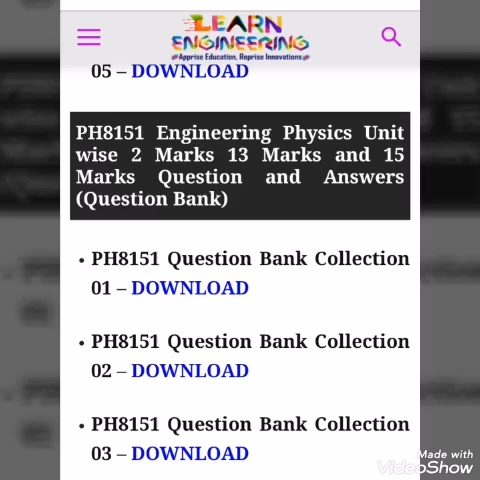 LEARN
ENGINEERING
Apprise Education, Reprise Innovations
05 – DOWNLOAD
PH8151 Engineering Physics Unit
wise 2 Marks 13 Marks and 15
Marks Question and Answers
(Question Bank)
• PH8151 Question Bank Collection
01 – DOWNLOAD
• PH8151 Question Bank Collection
02 – DOWNLOAD
• PH8151 Question Bank Collection
03 – DOWNLOAD
Made with
VideoShow